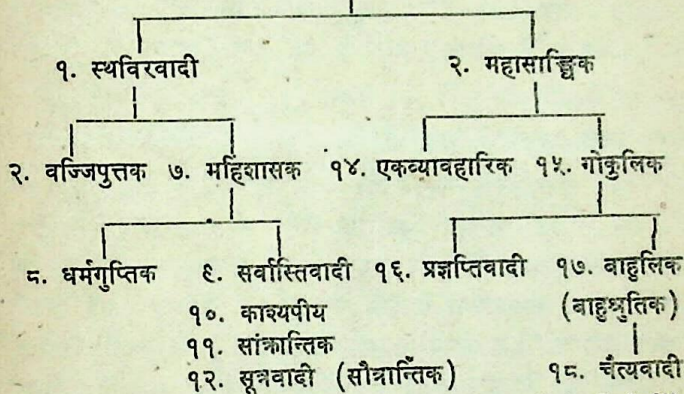 १. स्थविरवादी २. महासाङ्घिक
२. वज्जिपुत्तक ७. महिशासक १४. एकव्यावहारिक १५. गोकुलिक
८. धर्मगुप्तिक ९. सर्वास्तिवादी १६. प्रज्ञप्तिवादी १७. बाहुलिक
१०. काश्यपीय (बाहुश्रुतिक)
११. सांक्रान्तिक
१२. सूत्रवादी (सौत्रान्तिक) १८. चैत्यवादी